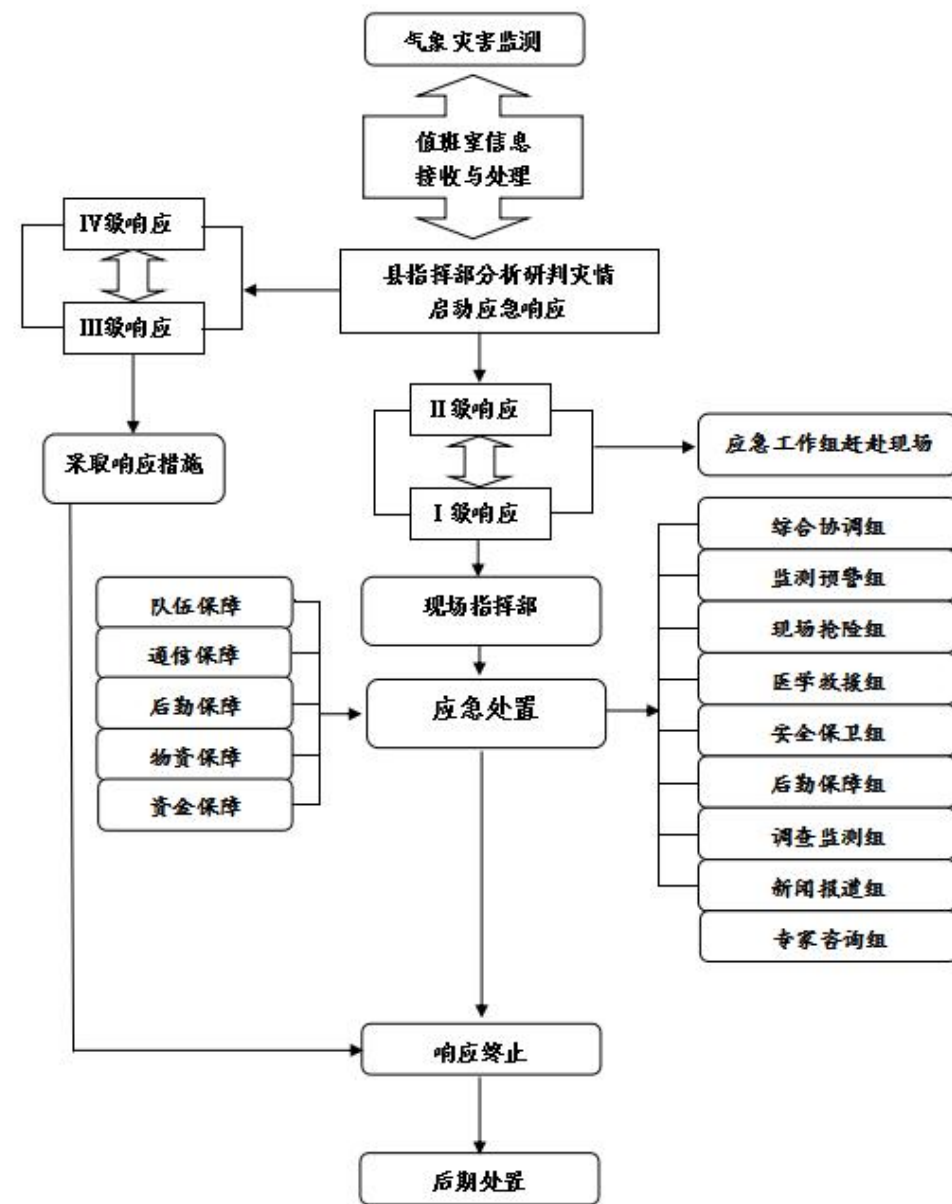 气象灾害监测
值班室信息
接收与处理
IV级响应
III级响应
县指挥部分析研判灾情
启动应急响应
采取响应措施
II级响应
I级响应
应急工作组赶赴现场
现场指挥部
队伍保障
通信保障
后勤保障
物资保障
资金保障
应急处置
综合协调组
监测预警组
现场抢险组
医学救援组
安全保卫组
后勤保障组
调查监测组
新闻报道组
专家咨询组
响应终止
后期处置